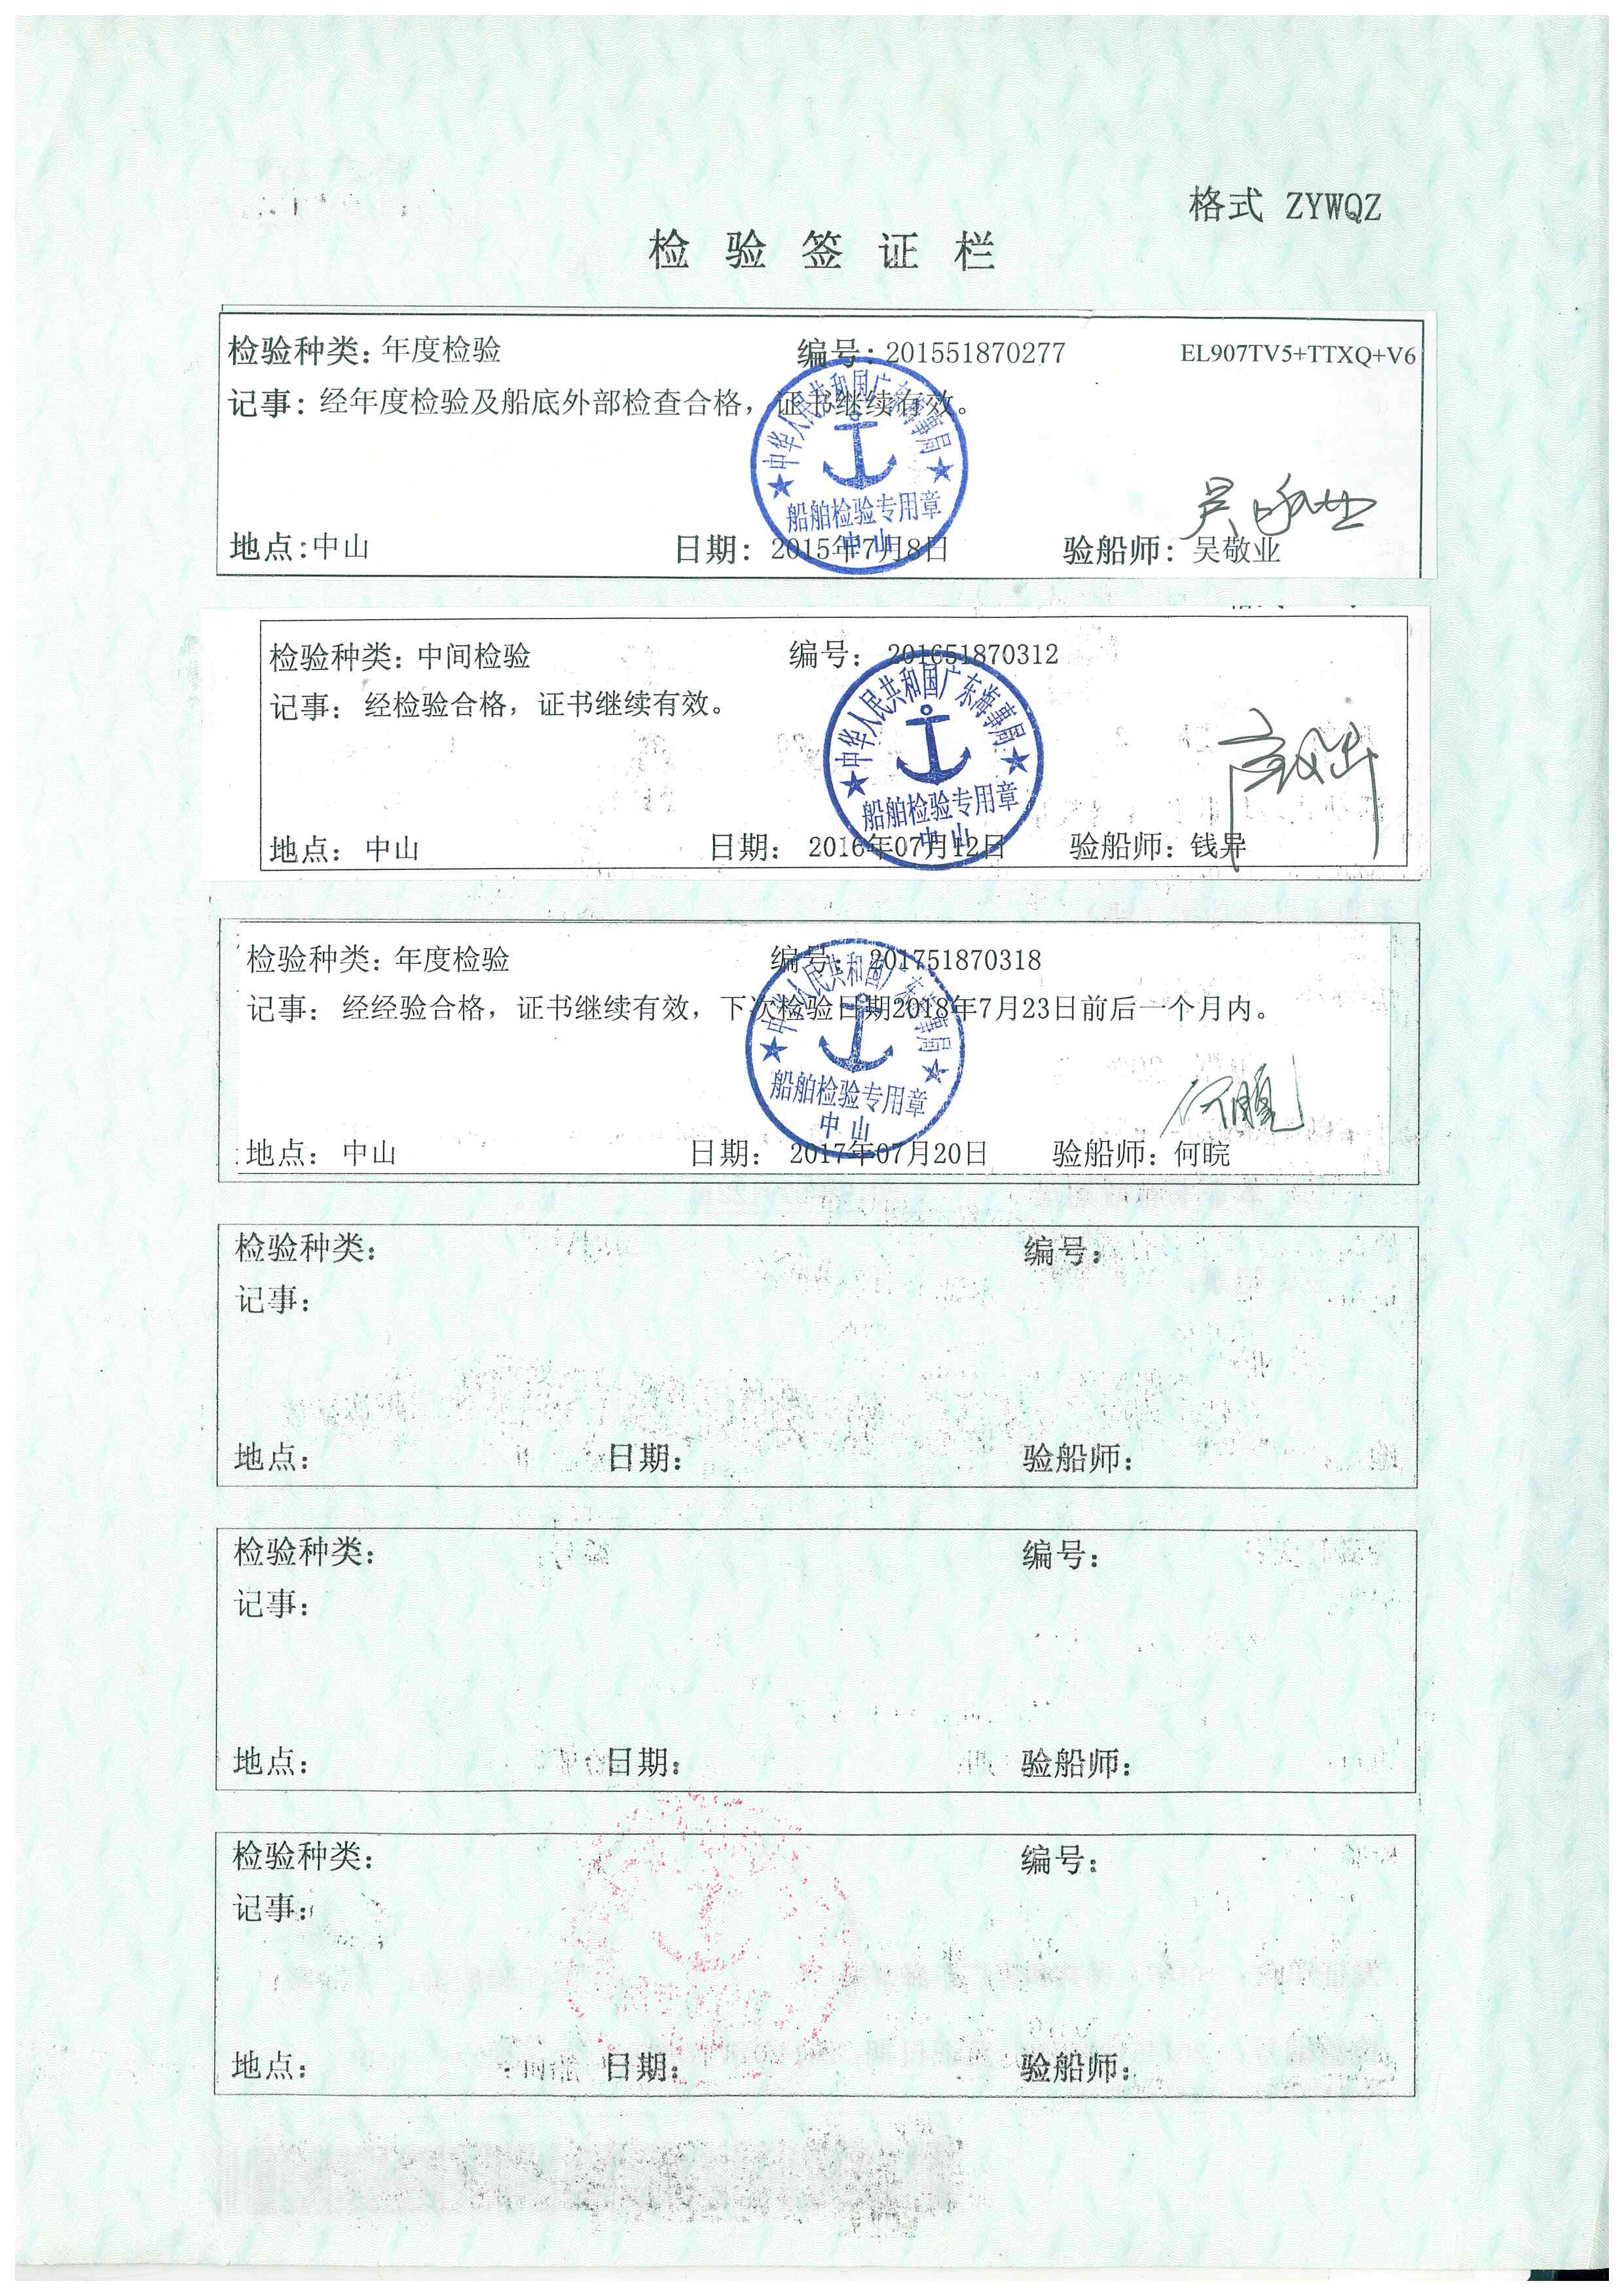 格式 ZYWQZ
检验签证栏
检验种类：年度检验 编号：201551870277 EL907TV5+TTXQ+V6
记事：经年度检验及船底外部检查合格，证书继续有效。
中华人民共和国广东海事局
船舶检验专用章
中山
地点：中山 日期：2015年7月8日 验船师：吴敬业
检验种类：中间检验 编号：201651870312
记事：经检验合格，证书继续有效。
中华人民共和国广东海事局
船舶检验专用章
中山
地点：中山 日期：2016年07月12日 验船师：钱异
检验种类：年度检验 编号：201751870318
记事：经经验合格，证书继续有效，下次检验日期2018年7月23日前后一个月内。
中华人民共和国广东海事局
船舶检验专用章
中山
地点：中山 日期：2017年07月20日 验船师：何晥
检验种类： 编号：
记事：
地点： 日期： 验船师：
检验种类： 编号：
记事：
地点： 日期： 验船师：
检验种类： 编号：
记事：
地点： 日期： 验船师：